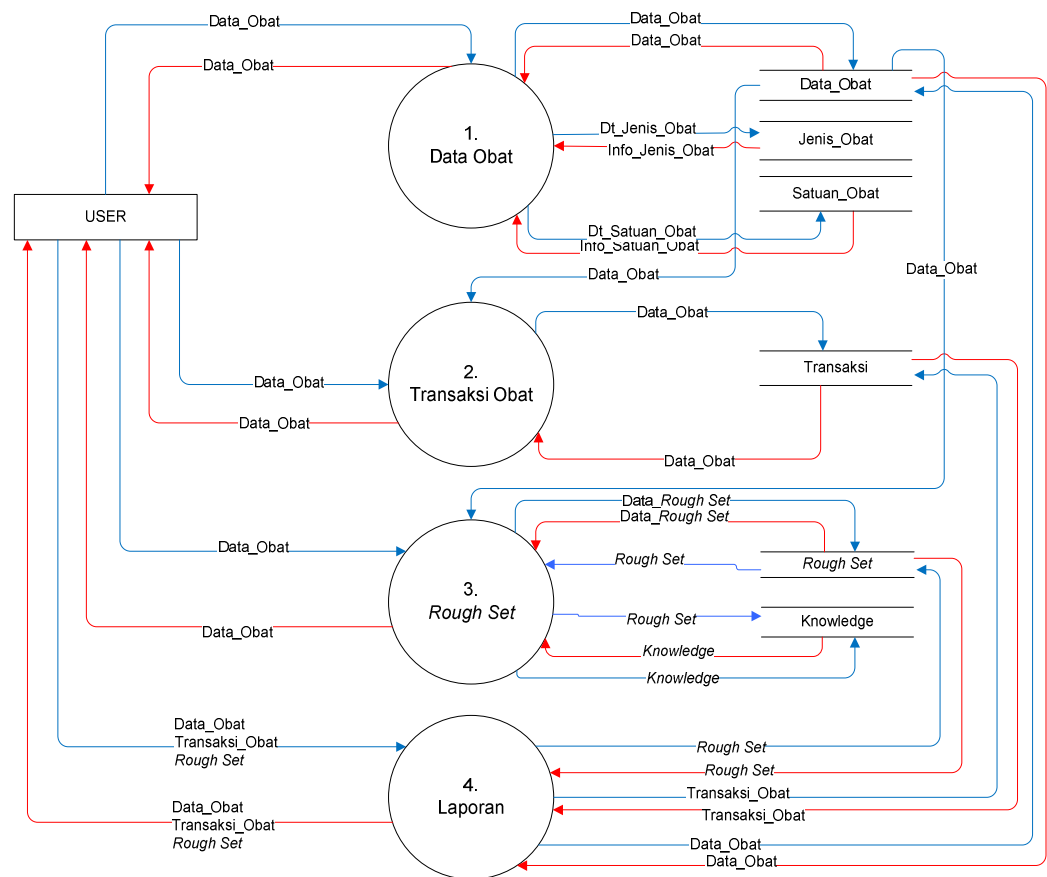 Data_Obat
Data_Obat
Data_Obat
Data_Obat
Data_Obat
1.
Data Obat
Dt_Jenis_Obat
Info_Jenis_Obat
Jenis_Obat
Satuan_Obat
USER
Dt_Satuan_Obat
Info_Satuan_Obat
Data_Obat
Data_Obat
Data_Obat
2.
Transaksi Obat
Transaksi
Data_Obat
Data_Obat
Data_Obat
Data_Rough Set
Data_Rough Set
Data_Obat
Rough Set
Rough Set
3.
Rough Set
Rough Set
Knowledge
Data_Obat
Knowledge
Knowledge
Data_Obat
Transaksi_Obat
Rough Set
4.
Laporan
Rough Set
Rough Set
Transaksi_Obat
Transaksi_Obat
Data_Obat
Data_Obat
Data_Obat
Transaksi_Obat
Rough Set